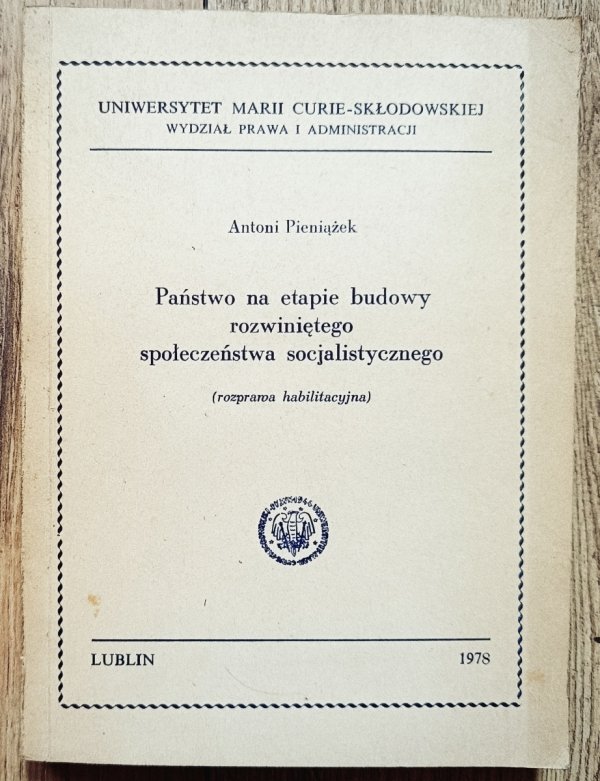 UNIWERSYTET MARII CURIE-SKŁODOWSKIEJ
WYDZIAŁ PRAWA I ADMINISTRACJI
Antoni Pieniążek
Państwo na etapie budowy
rozwiniętego
społeczeństwa socjalistycznego
(rozprawa habilitacyjna)
LUBLIN 1978